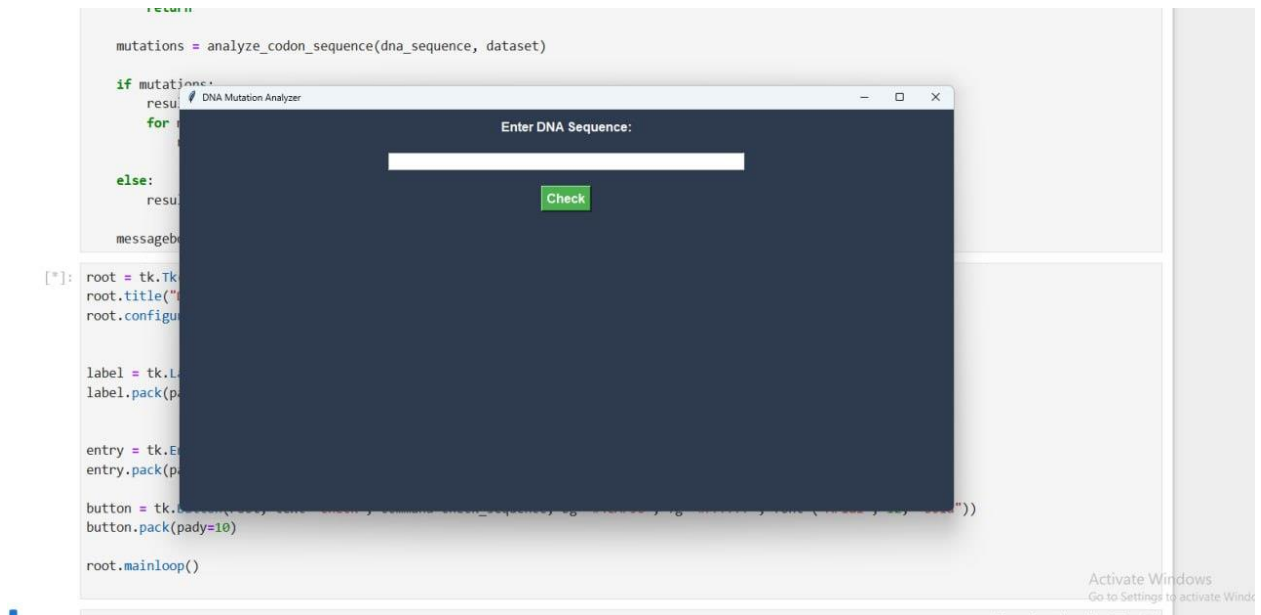 return
mutations = analyze_codon_sequence(dna_sequence, dataset)
if mutations:
resu
for
else:
resu
messageb
DNA Mutation Analyzer
Enter DNA Sequence:
Check
[*]: root = tk.Tk
root.title("
root.configu
label = tk.L
label.pack(p
entry = tk.E
entry.pack(p
button = tk. "))
button.pack(pady=10)
root.mainloop()
Activate Windows
Go to Settings to activate Windo